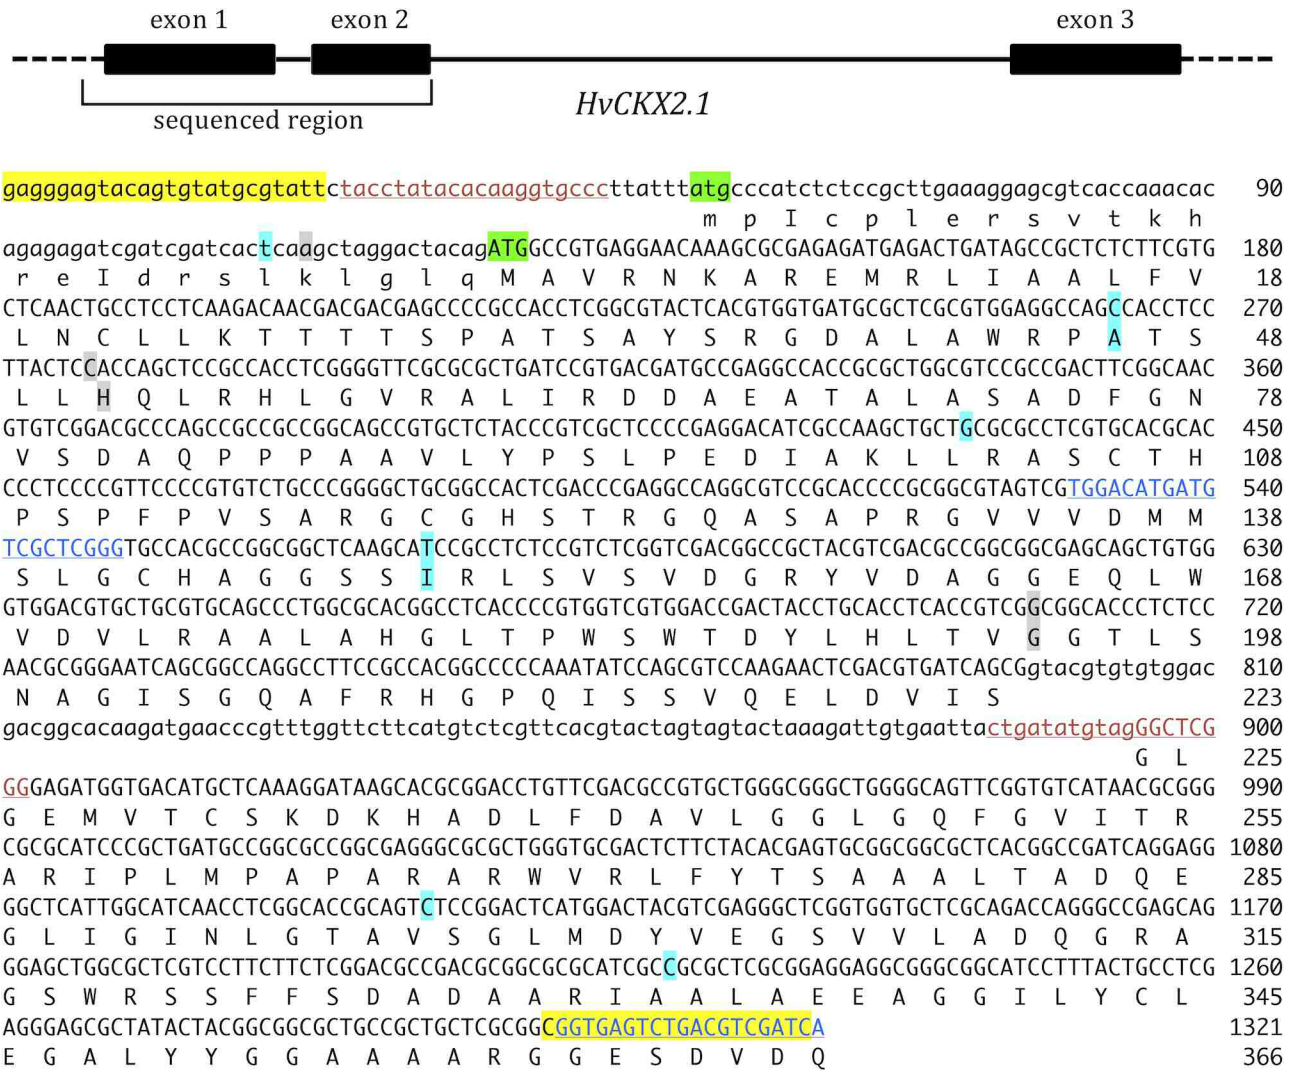 exon 1 exon 2 exon 3
HvCKX2.1
sequenced region
gagggagtacagtgtatgcgtattctacctatacacaaggtgcccttatttatgcccatctctccgcttgaaaggagcgtcaccaaacac 90
m p I c p l e r s v t k h
agagagatcgatcgatcactcaaggctaggactacagATGGCCGTGAGGAACAAAGCGCGAGAGATGAGACTGATAGCCGCTCTCTTCGTG 180
r e I d r s l k l g l q M A V R N K A R E M R L I A A L F V 18
CTCAACTGCCTCCTCAAGACAACGACGACGAGCCCCGCCACCTCGGCGTACTCACGTGGTGATGCGCTCGCGTGGAGGCCAGCCACCTCC 270
L N C L L K T T T T S P A T S A Y S R G D A L A W R P A T S 48
TTACTCCACCAGCTCCGCCACCTCGGGGTTCGCGCGCTGATCCGTGACGATGCCGAGGCCACCGCGCTGGCGTCCGCCGACTTCGGCAAC 360
L L H Q L R H L G V R A L I R D D A E A T A L A S A D F G N 78
GTGTCGGACGCCCAGCCGCCGCCGGCAGCCGTGCTCTACCCGTCGCTCCCCGAGGACATCGCCAAGCTGCTGCGCGCCTCGTGCACGCAC 450
V S D A Q P P P A A V L Y P S L P E D I A K L L R A S C T H 108
CCCTCCCCGTTCCCCGTGTCTGCCCGGGGCTGCGGCCACTCGACCCGAGGCCAGGCGTCCGCACCCCGCGGCGTAGTCGTGGACATGATG 540
P S P F P V S A R G C G H S T R G Q A S A P R G V V V D M M 138
TCGCTCGGGTGCCACGCCGGCGGCTCAAGCATCCGCCTCTCCGTCTCGGTCGACGGCCGCTACGTCGACGCCGGCGGCGAGCAGCTGTGG 630
S L G C H A G G S S I R L S V S V D G R Y V D A G G E Q L W 168
GTGGACGTGCTGCGTGCAGCCCTGGCGCACGGCCTCACCCCGTGGTCGTGGACCGACTACCTGCACCTCACCGTCGGCGGCACCCTCTCC 720
V D V L R A A L A H G L T P W S W T D Y L H L T V G G T L S 198
AACGCGGGAATCAGCGGCCAGGCCTTCCGCCACGGCCCCCAAATATCCAGCGTCCAAGAACTCGACGTGATCAGCGgtacgtgtgtggac 810
N A G I S G Q A F R H G P Q I S S V Q E L D V I S 223
gacggcacaagatgaacccgtttggttcttcatgtctcgttcacgtactagtagtactaaagattgtgaattactgatatgtagGGCTCG 900
G L 225
GGGAGATGGTGACATGCTCAAAGGATAAGCACGCGGACCTGTTCGACGCCGTGCTGGGCGGGCTGGGGCAGTTCGGTGTCATAACGCGGG 990
G E M V T C S K D K H A D L F D A V L G G L G Q F G V I T R 255
CGCGCATCCCGCTGATGCCGGCGCCGGCGAGGGCGCGCTGGGTGCGACTCTTCTACACGAGTGCGGCGGCGCTCACGGCCGATCAGGAGG 1080
A R I P L M P A P A R A R W V R L F Y T S A A A L T A D Q E 285
GGCTCATTGGCATCAACCTCGGCACCGCAGTCTCCGGACTCATGGACTACGTCGAGGGCTCGGTGGTGCTCGCAGACCAGGGCCGAGCAG 1170
G L I G I N L G T A V S G L M D Y V E G S V V L A D Q G R A 315
GGAGCTGGCGCTCGTCCTTCTTCTCGGACGCCGACGCGGCGCGCATCGCCGCGCTCGCGGAGGAGGCGGGCGGCATCCTTTACTGCCTCG 1260
G S W R S S F F S D A D A A R I A A L A E E A G G I L Y C L 345
AGGGAGCGCTATACTACGGCGGCGCTGCCGCTGCTCGCGGCGGTGAGTCTGACGTCGATCA 1321
E G A L Y Y G G A A A A R G G E S D V D Q 366